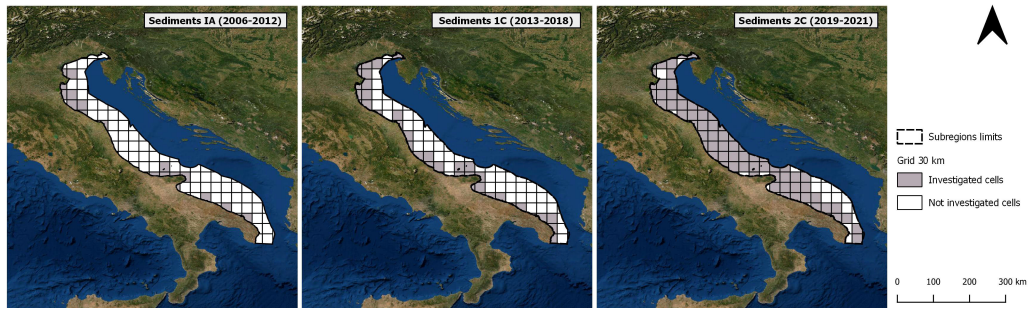 Sediments IA (2006-2012)
Sediments 1C (2013-2018)
Sediments 2C (2019-2021)
Subregions limits
Grid 30 km
Investigated cells
Not investigated cells
0 100 200 300 km